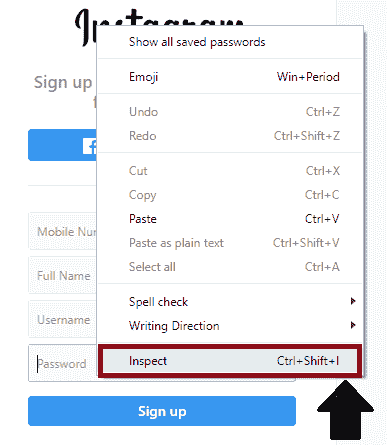 Instagram
Sign up
Show all saved passwords
Emoji Win+Period
Undo Ctrl+Z
Redo Ctrl+Shift+Z
Cut Ctrl+X
Copy Ctrl+C
Paste Ctrl+V
Paste as plain text Ctrl+Shift+V
Select all Ctrl+A
Spell check
Writing Direction
Inspect Ctrl+Shift+I
Mobile Nu
Full Name
Username
Password
Sign up